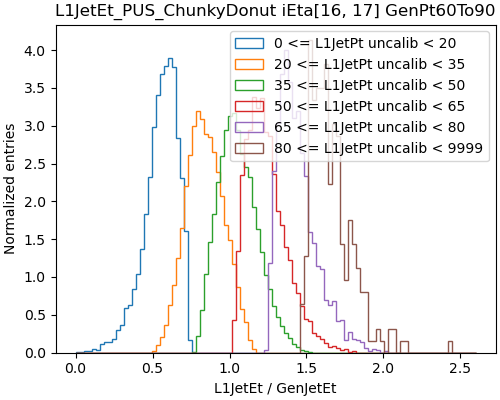 L1JetEt_PUS_ChunkyDonut iEta[16, 17] GenPt60To90
0 <= L1JetPt uncalib < 20
20 <= L1JetPt uncalib < 35
35 <= L1JetPt uncalib < 50
50 <= L1JetPt uncalib < 65
65 <= L1JetPt uncalib < 80
80 <= L1JetPt uncalib < 9999
Normalized entries
4.0
3.5
3.0
2.5
2.0
1.5
1.0
0.5
0.0
0.0 0.5 1.0 1.5 2.0 2.5
L1JetEt / GenJetEt